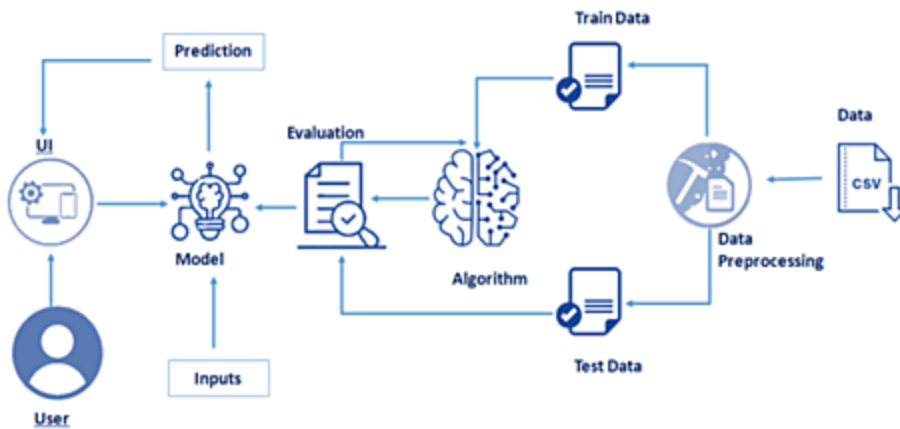 Train Data
Prediction
Data
Evaluation
UI
CSV
Data
Preprocessing
Model
Algorithm
Test Data
Inputs
User